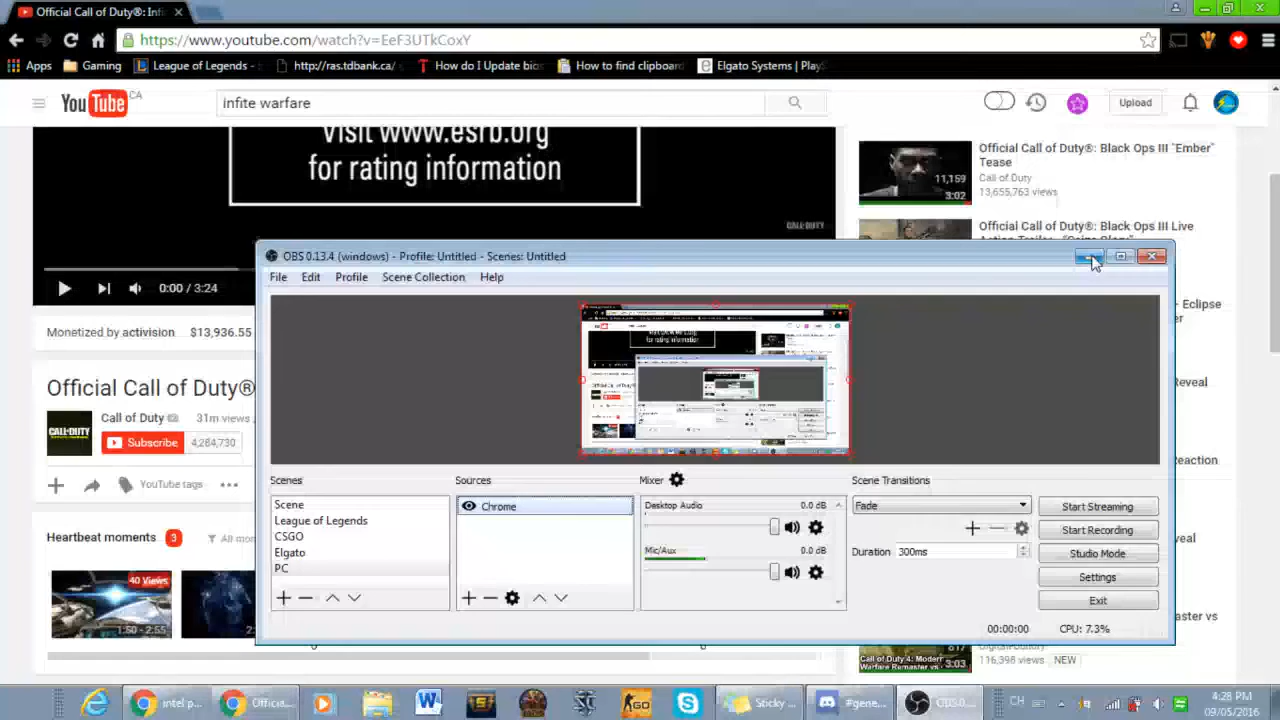 Official Call of Duty®: Infi
https://www.youtube.com/watch?v=EeF3UTkCoxY
Apps
Gaming
League of Legends -
http://ras.tdbank.ca/
How do I Update bios
How to find clipboar
Elgato Systems | Play
YouTube CA
infite warfare
Upload
visit www.esrb.org
for rating information
CALL OF DUTY
0:00 / 3:24
Monetized by activision $13,936.55
Official Call of Duty®
Call of Duty
31m views
Subscribe
4,284,730
YouTube tags
Heartbeat moments 3
All mom
40 Views
1:50 - 2:55
2:
Official Call of Duty®: Black Ops III "Ember"
Tease
Call of Duty
13,655,763 views
11,159
3:02
Official Call of Duty®: Black Ops III Live
- Eclipse
Reveal
Reaction
OBS 0.13.4 (windows) - Profile: Untitled - Scenes: Untitled
File Edit Profile Scene Collection Help
Scenes
Scene
League of Legends
CSGO
Elgato
PC
Sources
Chrome
Mixer
Desktop Audio 0.0 dB
Mic/Aux 0.0 dB
Scene Transitions
Fade
Duration 300ms
Start Streaming
Start Recording
Studio Mode
Settings
Exit
00:00:00 CPU: 7.3%
Call of Duty 4: Modern
Warfare Remaster vs
3:03
DigitalFoundry
116,398 views NEW
intel p...
Officia...
W
GO
Sticky ...
#gene...
OBS 0....
CH
4:28 PM
09/05/2016